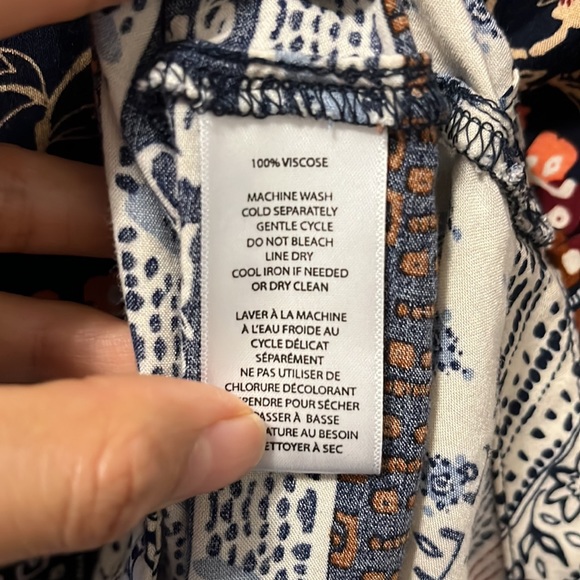 100% VISCOSE
MACHINE WASH
COLD SEPARATELY
GENTLE CYCLE
DO NOT BLEACH
LINE DRY
COOL IRON IF NEEDED
OR DRY CLEAN
LAVER À LA MACHINE
À L'EAU FROIDE AU
CYCLE DÉLICAT
SÉPARÉMENT
NE PAS UTILISER DE
CHLORURE DÉCOLORANT
POUR SÉCHER
À BASSE
AU BESOIN
À SEC